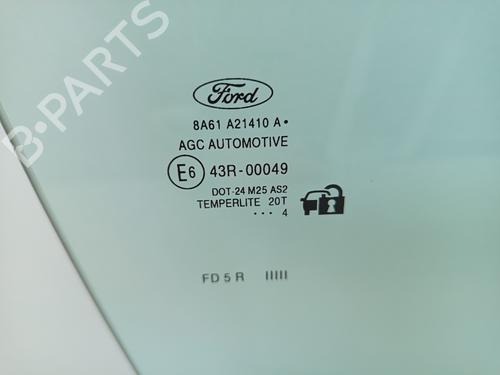 Ford
8A61 A21410 A•
AGC AUTOMOTIVE
E6 43R-00049
DOT-24 M25 AS2
TEMPERLITE 20T
••• 4
FD 5 R IIIII
B-PARTS